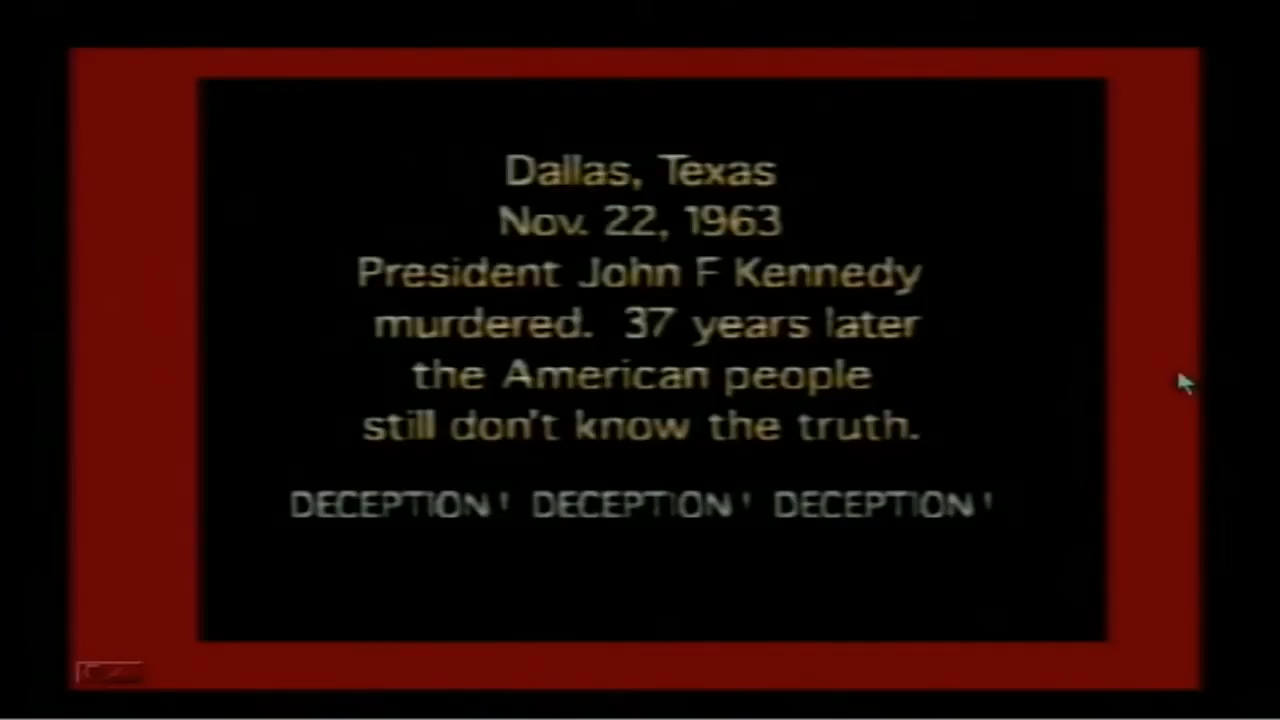 Dallas, Texas
Nov. 22, 1963
President John F Kennedy
murdered. 37 years later
the American people
still don't know the truth.
DECEPTION! DECEPTION! DECEPTION!